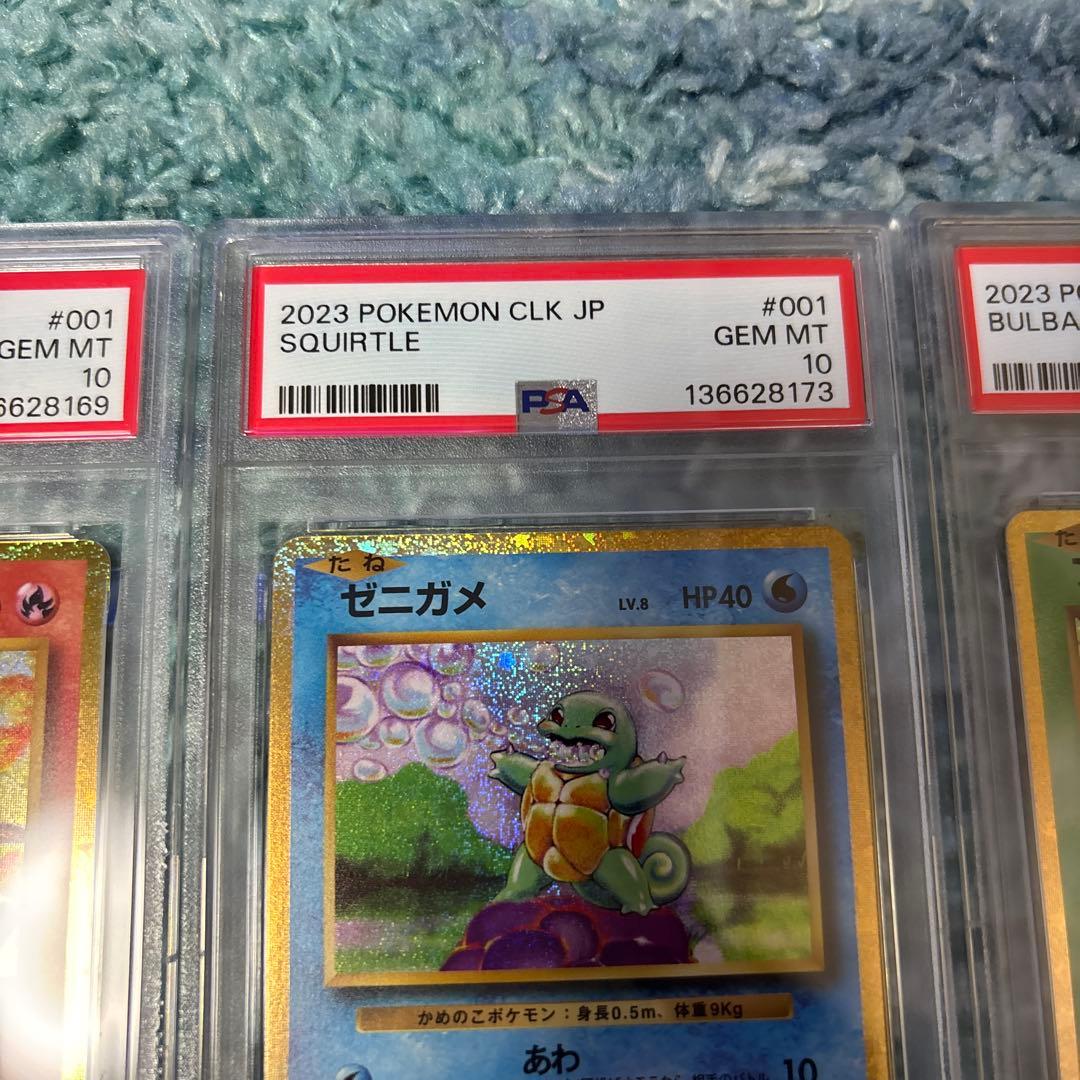 #001
GEM MT
10
6628169
2023 POKEMON CLK JP
SQUIRTLE
#001
GEM MT
10
PSA
136628173
2023 P
BULBA
たね
ゼニガメ
LV.8
HP40
かめのこポケモン:身長0.5m、体重9Kg
あわ
10
た